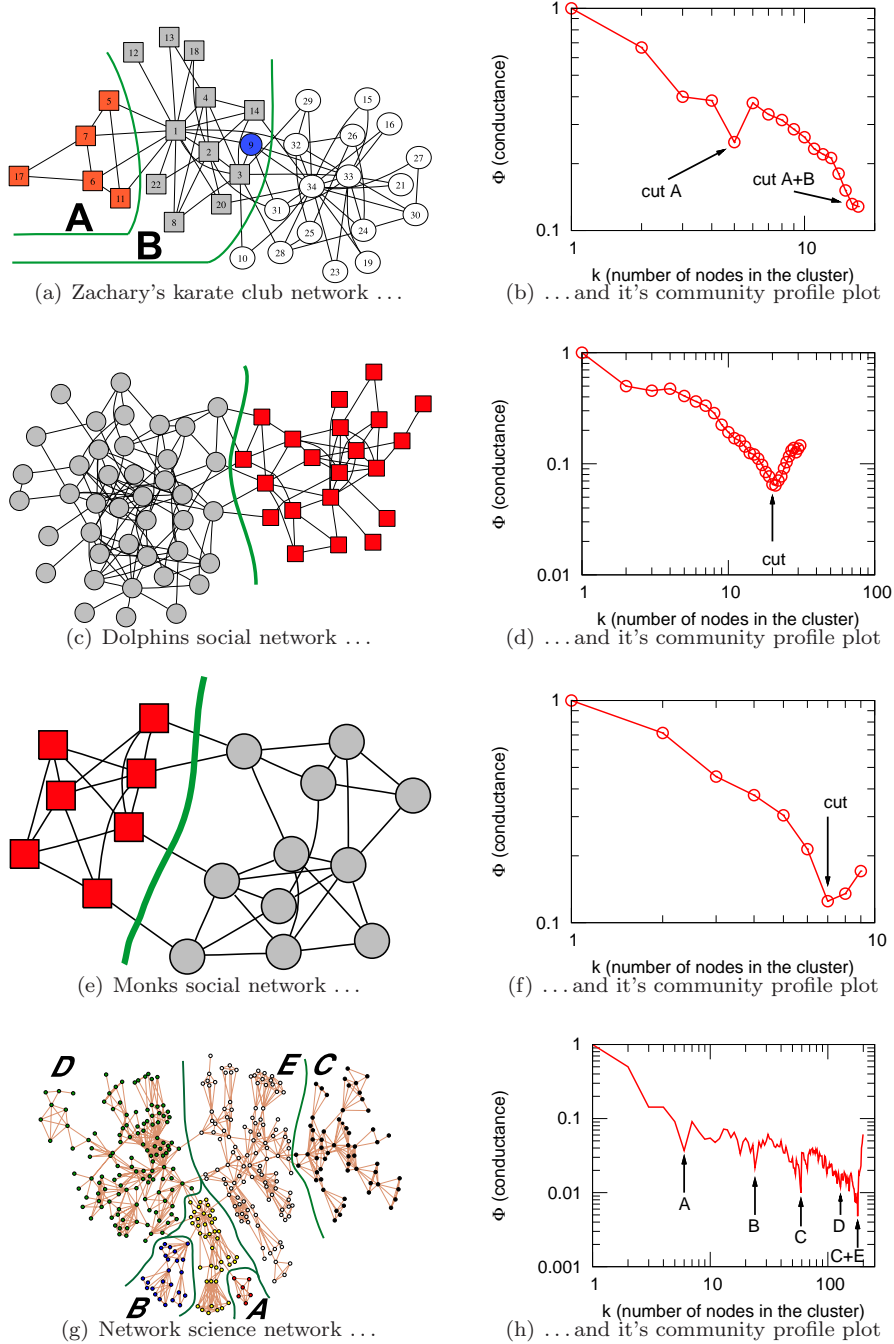 13
12
18
5
4
14
29
15
7
1
9
26
16
2
32
27
17
6
22
3
33
34
21
11
20
31
30
A
8
25
24
B
10
28
23
19
1
0.1
Φ (conductance)
cut A
cut A+B
1
10
k (number of nodes in the cluster)
(a) Zachary's karate club network ...
(b) ...and it's community profile plot
1
0.1
0.01
Φ (conductance)
cut
1
10
100
k (number of nodes in the cluster)
(c) Dolphins social network ...
(d) ...and it's community profile plot
1
0.1
Φ (conductance)
cut
1
10
k (number of nodes in the cluster)
(e) Monks social network ...
(f) ...and it's community profile plot
D
E
C
B
A
1
0.1
0.01
0.001
Φ (conductance)
A
B
C
D
C+E
1
10
100
k (number of nodes in the cluster)
(g) Network science network ...
(h) ...and it's community profile plot